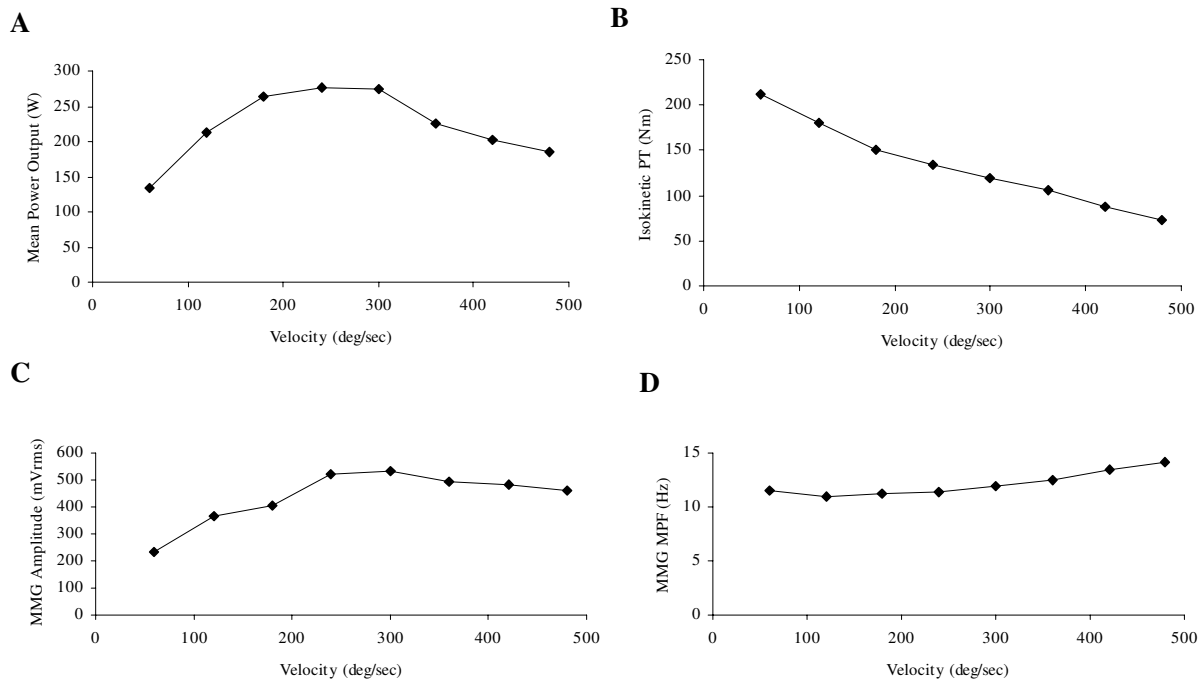 A
300
250
200
150
100
50
0
Mean Power Output (W)
0 100 200 300 400 500
Velocity (deg/sec)
B
250
200
150
100
50
0
Isokinetic PT (Nm)
0 100 200 300 400 500
Velocity (deg/sec)
C
600
500
400
300
200
100
0
MMG Amplitude (mVrms)
0 100 200 300 400 500
Velocity (deg/sec)
D
15
10
5
0
MMG MPF (Hz)
0 100 200 300 400 500
Velocity (deg/sec)